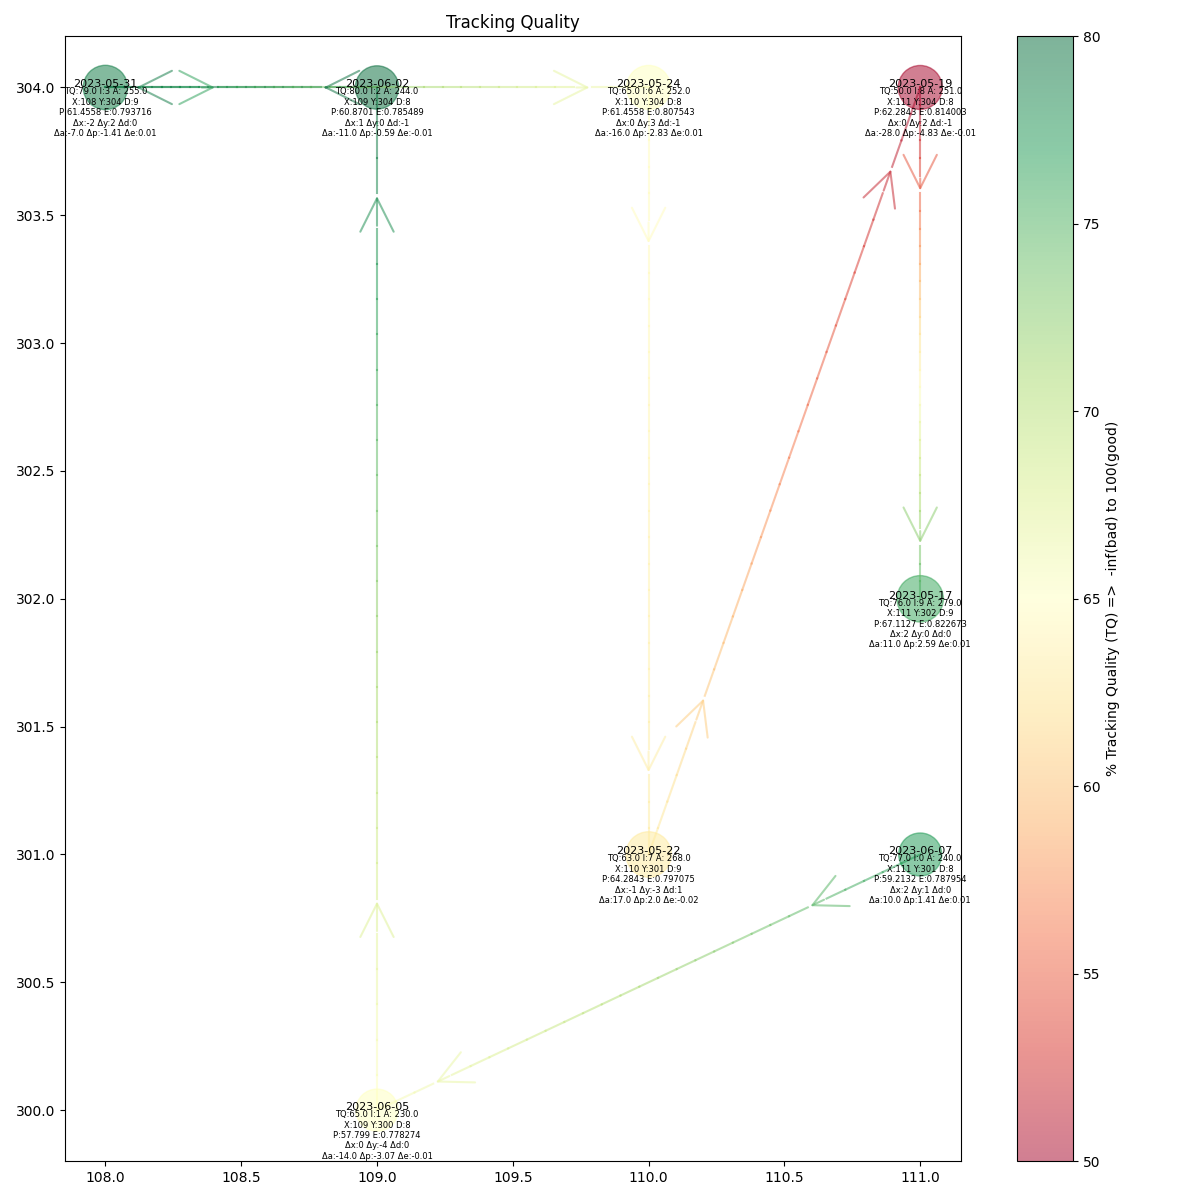 Tracking Quality
304.0
303.5
303.0
302.5
302.0
301.5
301.0
300.5
300.0
108.0
108.5
109.0
109.5
110.0
110.5
111.0
2023-05-31
TQ:79.0 I:3 A: 255.0
X:108 Y:304 D:9
P:61.4558 E:0.793716
Δx:-2 Δy:2 Δd:0
Δa:-7.0 Δp:-1.41 Δe:0.01
2023-06-02
TQ:80.0 I:2 A: 244.0
X:109 Y:304 D:8
P:60.8701 E:0.785489
Δx:1 Δy:0 Δd:-1
Δa:-11.0 Δp:-0.59 Δe:-0.01
2023-05-24
TQ:65.0 I:6 A: 252.0
X:110 Y:304 D:8
P:61.4558 E:0.807543
Δx:0 Δy:3 Δd:-1
Δa:-16.0 Δp:-2.83 Δe:0.01
2023-05-19
TQ:50.0 I:8 A: 251.0
X:111 Y:304 D:8
P:62.2843 E:0.814003
Δx:0 Δy:2 Δd:-1
Δa:-28.0 Δp:-4.83 Δe:-0.01
2023-05-17
TQ:76.0 I:9 A: 279.0
X:111 Y:302 D:9
P:67.1127 E:0.822673
Δx:2 Δy:0 Δd:0
Δa:11.0 Δp:2.59 Δe:0.01
2023-05-22
TQ:63.0 I:7 A: 268.0
X:110 Y:301 D:9
P:64.2843 E:0.797075
Δx:-1 Δy:-3 Δd:1
Δa:17.0 Δp:2.0 Δe:-0.02
2023-06-07
TQ:77.0 I:0 A: 240.0
X:111 Y:301 D:8
P:59.2132 E:0.787954
Δx:2 Δy:1 Δd:0
Δa:10.0 Δp:1.41 Δe:0.01
2023-06-05
TQ:65.0 I:1 A: 230.0
X:109 Y:300 D:8
P:57.799 E:0.778274
Δx:0 Δy:-4 Δd:0
Δa:-14.0 Δp:-3.07 Δe:-0.01
80
75
70
65
60
55
50
% Tracking Quality (TQ) =>  -inf(bad) to 100(good)